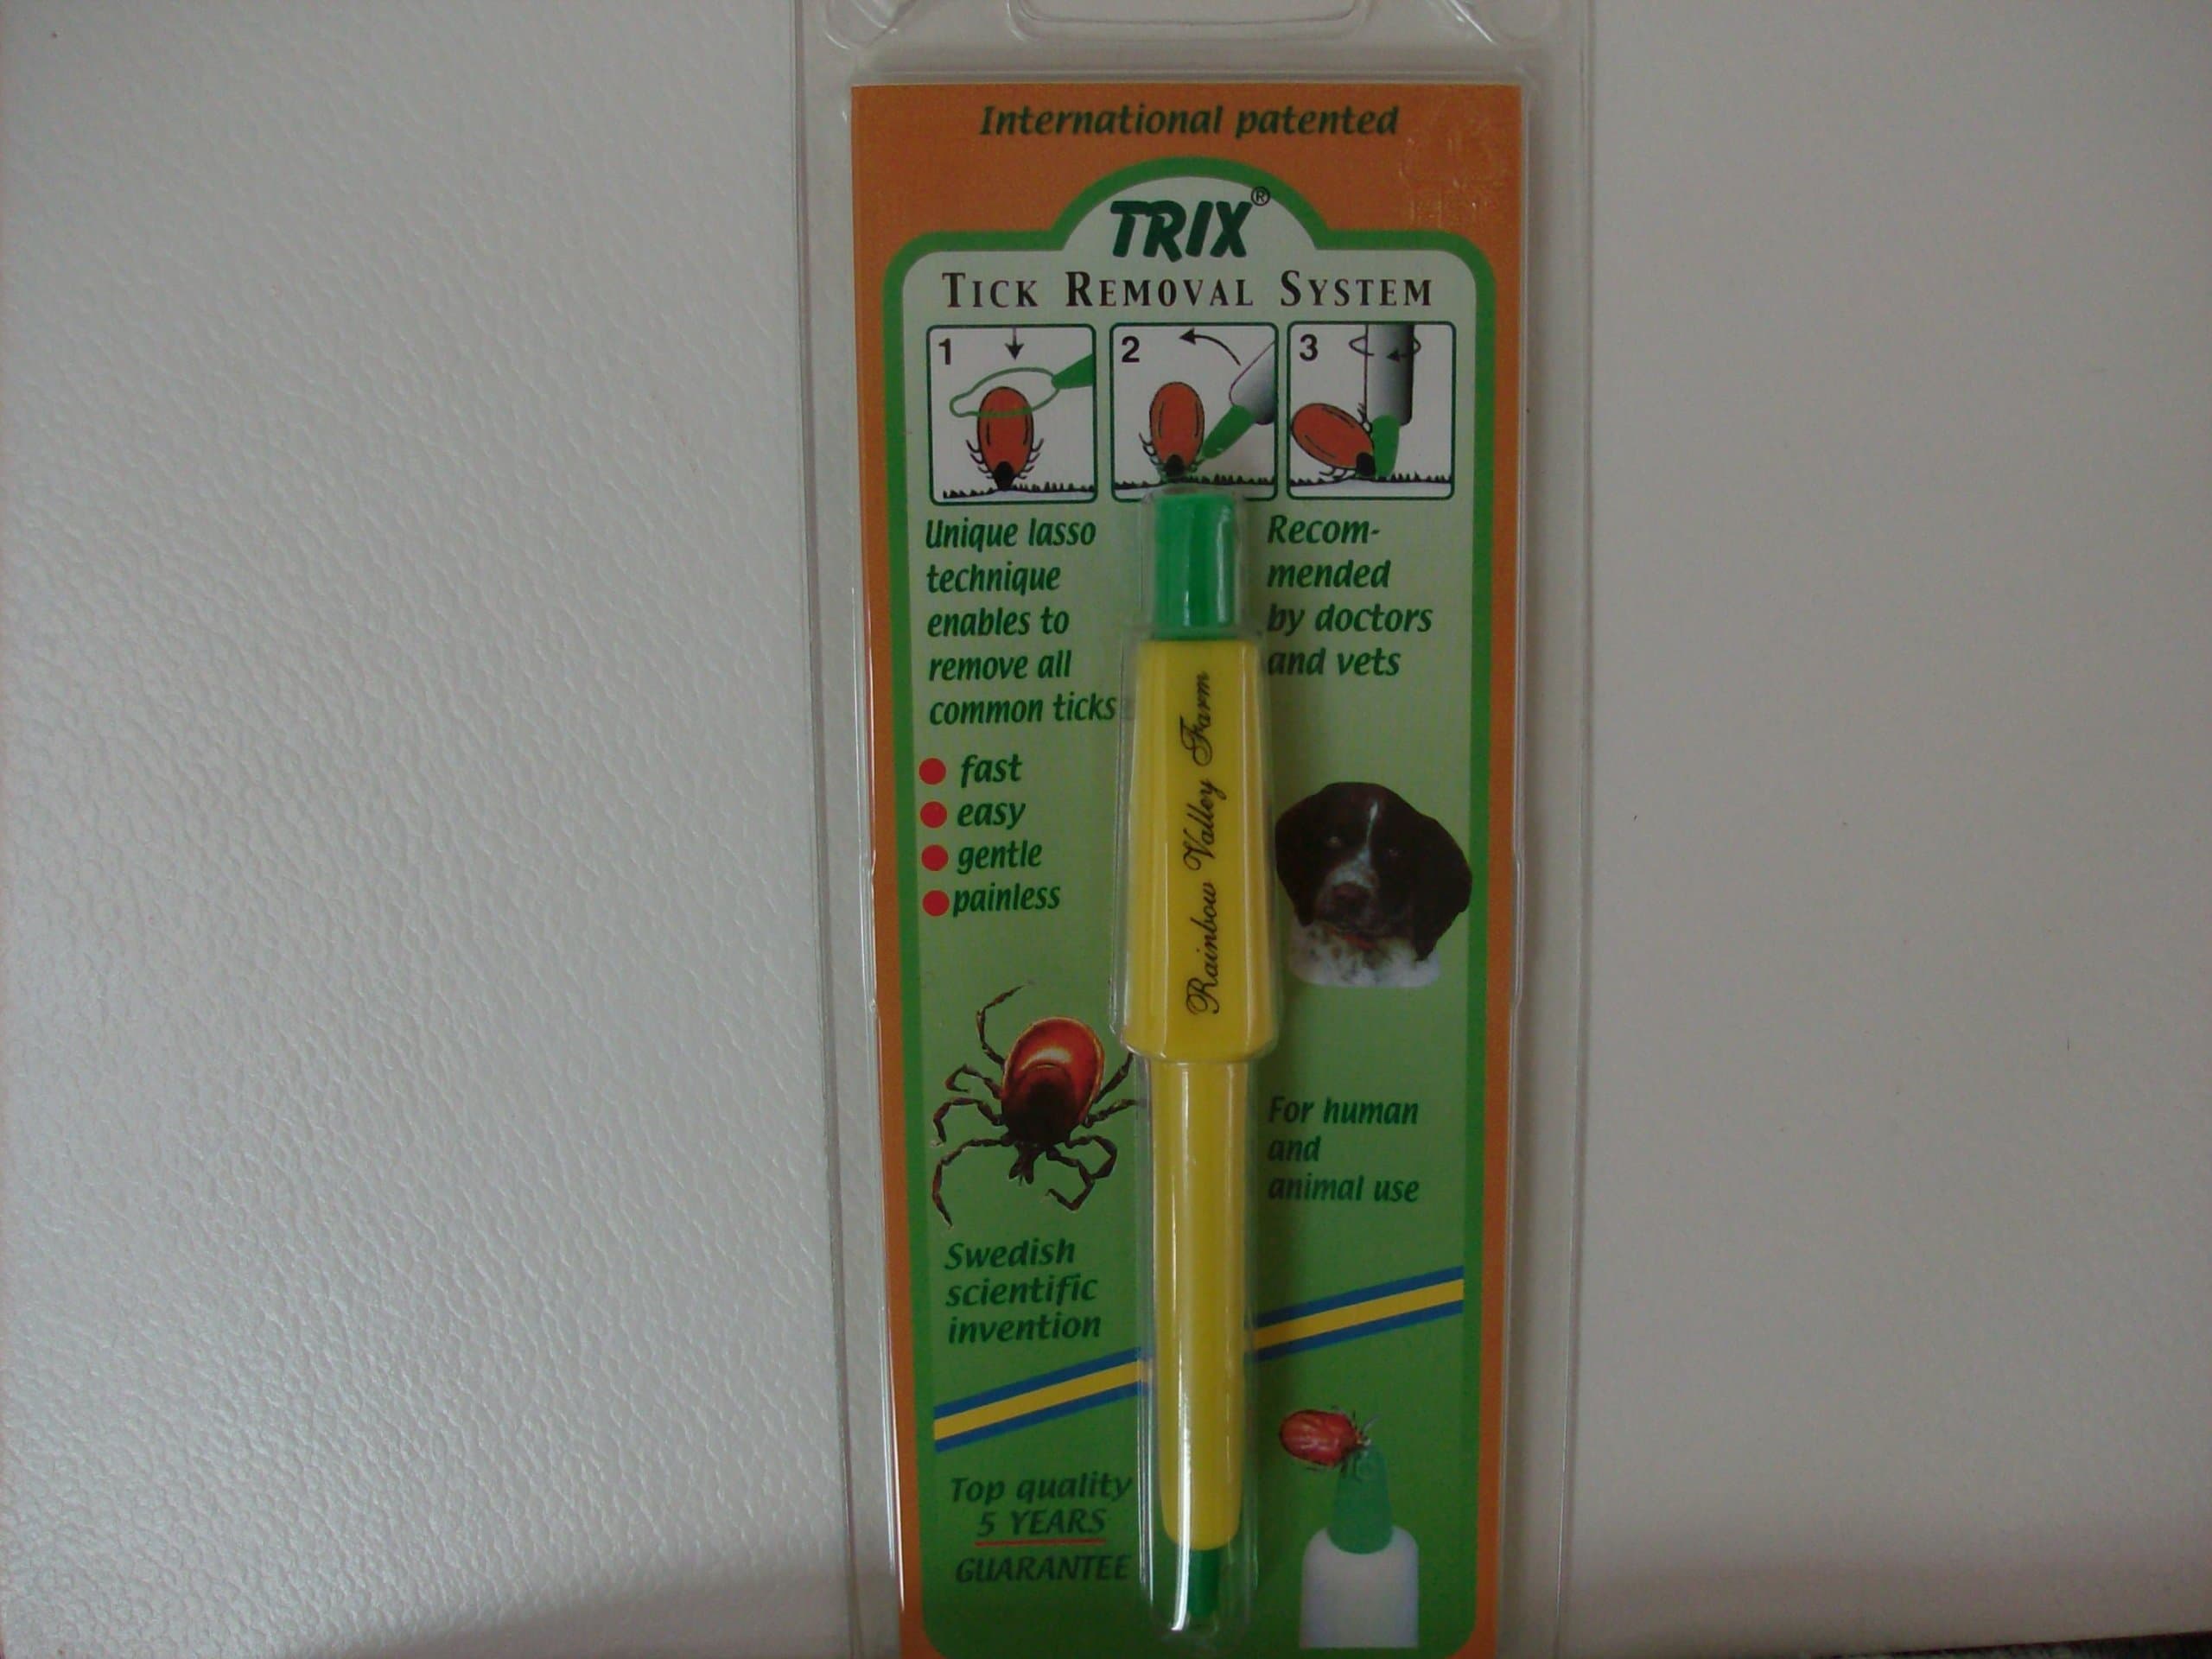 International patented
TRIX®
TICK REMOVAL SYSTEM
1
2
3
Unique lasso
technique
enables to
remove all
common ticks
Recom-
mended
by doctors
and vets
fast
easy
gentle
painless
Rainbow Valley Farm
For human
and
animal use
Swedish
scientific
invention
Top quality
5 YEARS
GUARANTEE